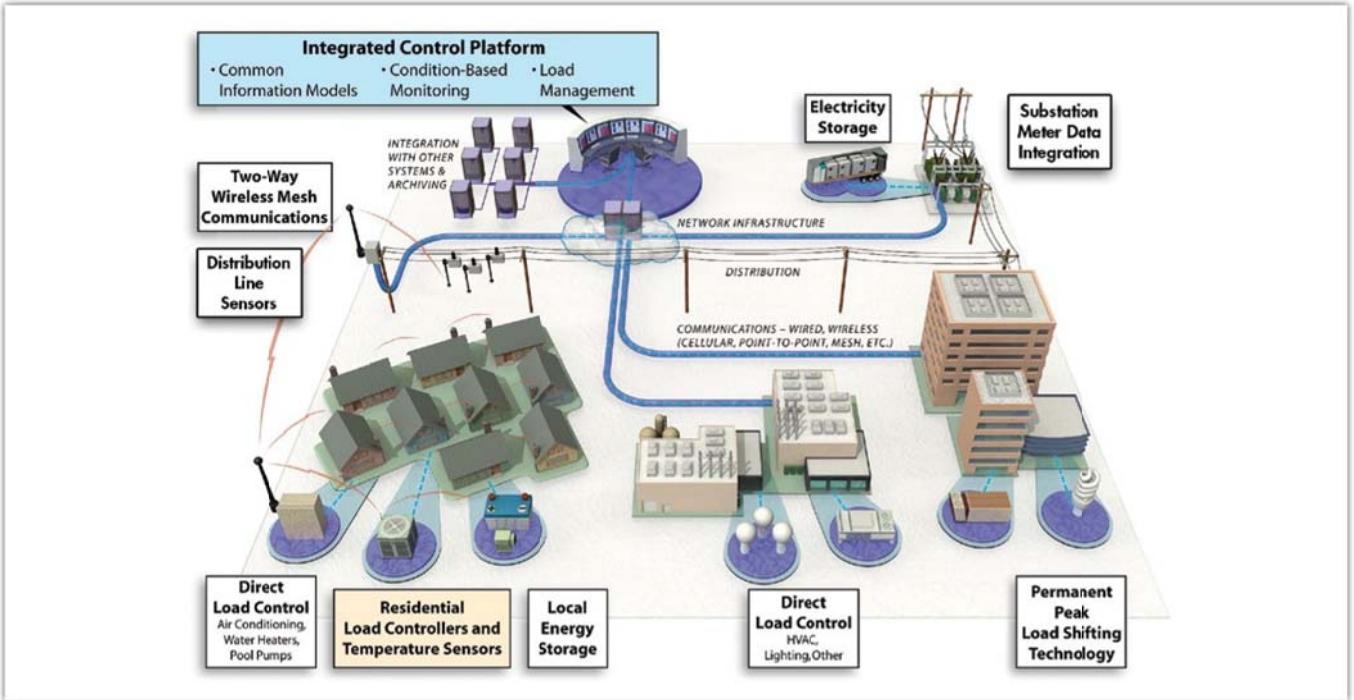 Integrated Control Platform
• Common
Information Models
• Condition-Based
Monitoring
• Load
Management
INTEGRATION
WITH OTHER
SYSTEMS &
ARCHIVING
Electricity
Storage
Substation
Meter Data
Integration
Two-Way
Wireless Mesh
Communications
NETWORK INFRASTRUCTURE
Distribution
Line
Sensors
DISTRIBUTION
COMMUNICATIONS – WIRED, WIRELESS
(CELLULAR, POINT-TO-POINT, MESH, ETC.)
Direct
Load Control
Air Conditioning,
Water Heaters,
Pool Pumps
Residential
Load Controllers and
Temperature Sensors
Local
Energy
Storage
Direct
Load Control
HVAC,
Lighting, Other
Permanent
Peak
Load Shifting
Technology